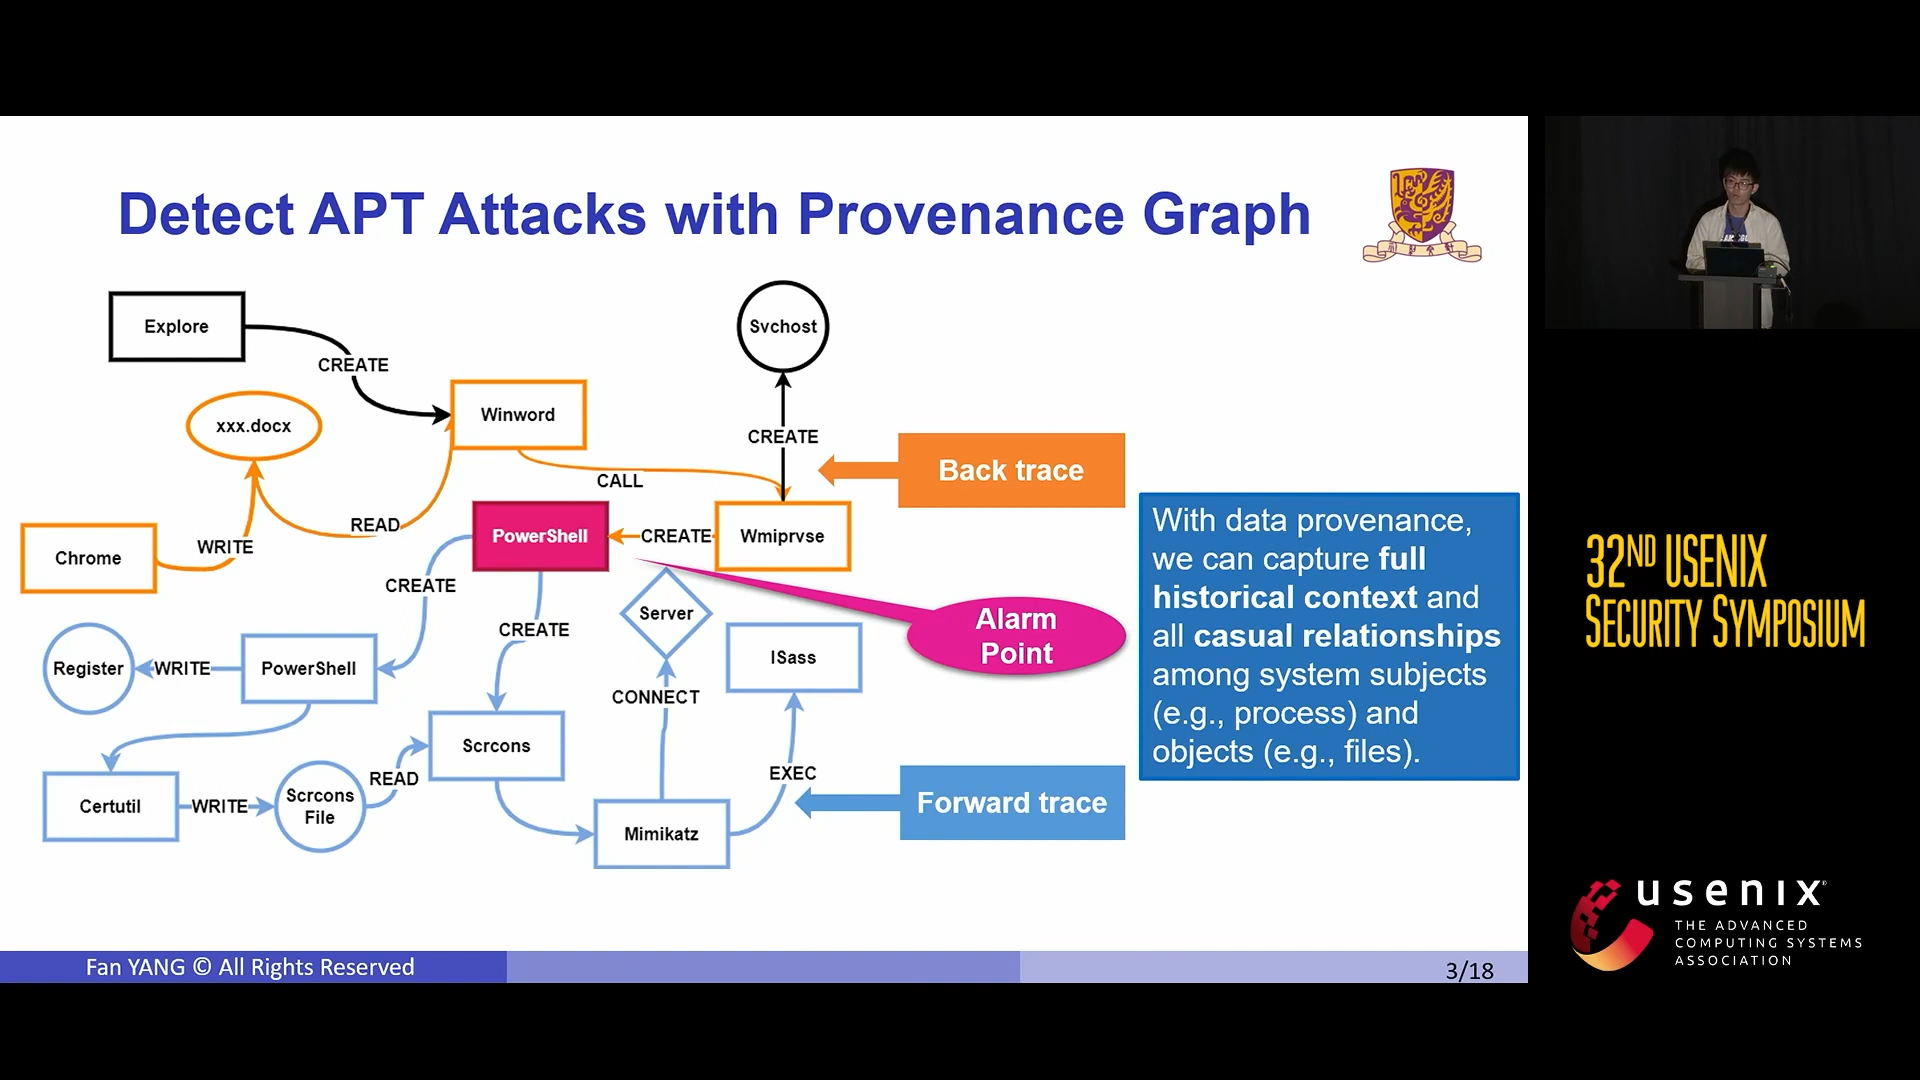 Detect APT Attacks with Provenance Graph
Explore
CREATE
Svchost
xxx.docx
Winword
CREATE
CALL
Back trace
READ
WRITE
Chrome
PowerShell
CREATE
Wmiprvse
With data provenance,
we can capture full
historical context and
all casual relationships
among system subjects
(e.g., process) and
objects (e.g., files).
CREATE
CREATE
Server
Alarm
Point
Register
WRITE
PowerShell
lSass
CONNECT
Scrcons
READ
EXEC
Certutil
WRITE
Scrcons
File
Mimikatz
Forward trace
Fan YANG © All Rights Reserved
3/18
32ND USENIX
SECURITY SYMPOSIUM
usenix
THE ADVANCED
COMPUTING SYSTEMS
ASSOCIATION